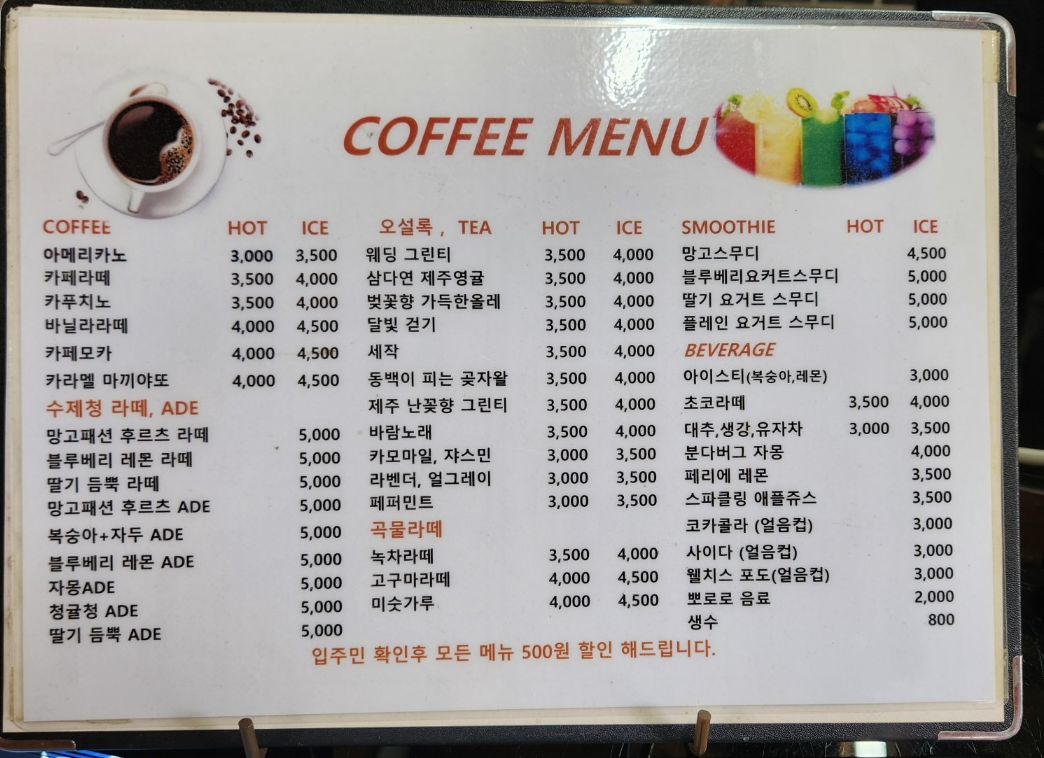 COFFEE MENU
COFFEE HOT ICE
아메리카노 3,000 3,500
카페라떼 3,500 4,000
카푸치노 3,500 4,000
바닐라라떼 4,000 4,500
카페모카 4,000 4,500
카라멜 마끼야또 4,000 4,500
수제청 라떼, ADE
망고패션 후르츠 라떼 5,000
블루베리 레몬 라떼 5,000
딸기 듬뿍 라떼 5,000
망고패션 후르츠 ADE 5,000
복숭아+자두 ADE 5,000
블루베리 레몬 ADE 5,000
자몽ADE 5,000
청귤청 ADE 5,000
딸기 듬뿍 ADE 5,000
오설록 , TEA HOT ICE
웨딩 그린티 3,500 4,000
삼다연 제주영귤 3,500 4,000
벚꽃향 가득한올레 3,500 4,000
달빛 걷기 3,500 4,000
세작 3,500 4,000
동백이 피는 곶자왈 3,500 4,000
제주 난꽃향 그린티 3,500 4,000
바람노래 3,500 4,000
카모마일, 쟈스민 3,000 3,500
라벤더, 얼그레이 3,000 3,500
페퍼민트 3,000 3,500
곡물라떼
녹차라떼 3,500 4,000
고구마라떼 4,000 4,500
미숫가루 4,000 4,500
SMOOTHIE HOT ICE
망고스무디 4,500
블루베리요커트스무디 5,000
딸기 요거트 스무디 5,000
플레인 요거트 스무디 5,000
BEVERAGE
아이스티(복숭아,레몬) 3,000
초코라떼 3,500 4,000
대추,생강,유자차 3,000 3,500
분다버그 자몽 4,000
페리에 레몬 3,500
스파클링 애플쥬스 3,500
코카콜라 (얼음컵) 3,000
사이다 (얼음컵) 3,000
웰치스 포도(얼음컵) 3,000
뽀로로 음료 2,000
생수 800
입주민 확인후 모든 메뉴 500원 할인 해드립니다.